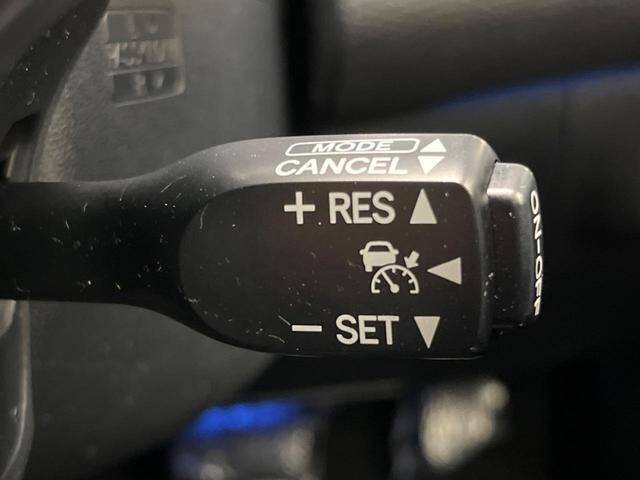 MODE
CANCEL
+ RES
- SET
ON-OFF